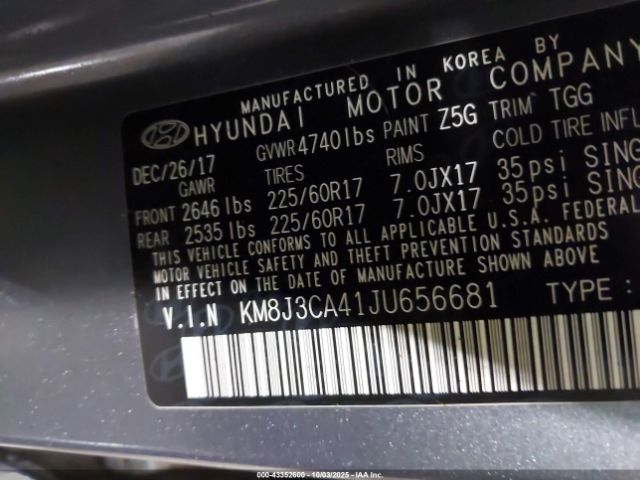 MANUFACTURED IN KOREA BY
HYUNDAI MOTOR COMPANY
DEC/26/17 GVWR 4740lbs PAINT Z5G TRIM TGG
GAWR TIRES RIMS COLD TIRE INFL
FRONT 2646 lbs 225/60R17 7.0JX17 35psi SING
REAR 2535 lbs 225/60R17 7.0JX17 35psi SING
THIS VEHICLE CONFORMS TO ALL APPLICABLE U.S.A. FEDERAL
MOTOR VEHICLE SAFETY AND THEFT PREVENTION STANDARDS
IN EFFECT ON THE DATE OF MANUFACTURE SHOWN ABOVE
V.I.N KM8J3CA41JU656681 TYPE:
000-43352600 - 10/03/2025 - IAA Inc.